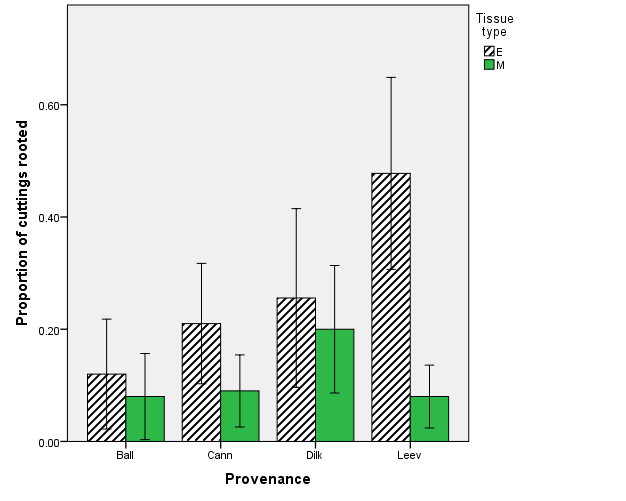 Tissue
type
E
M
Proportion of cuttings rooted
0.60
0.40
0.20
0.00
Ball Cann Dilk Leev
Provenance